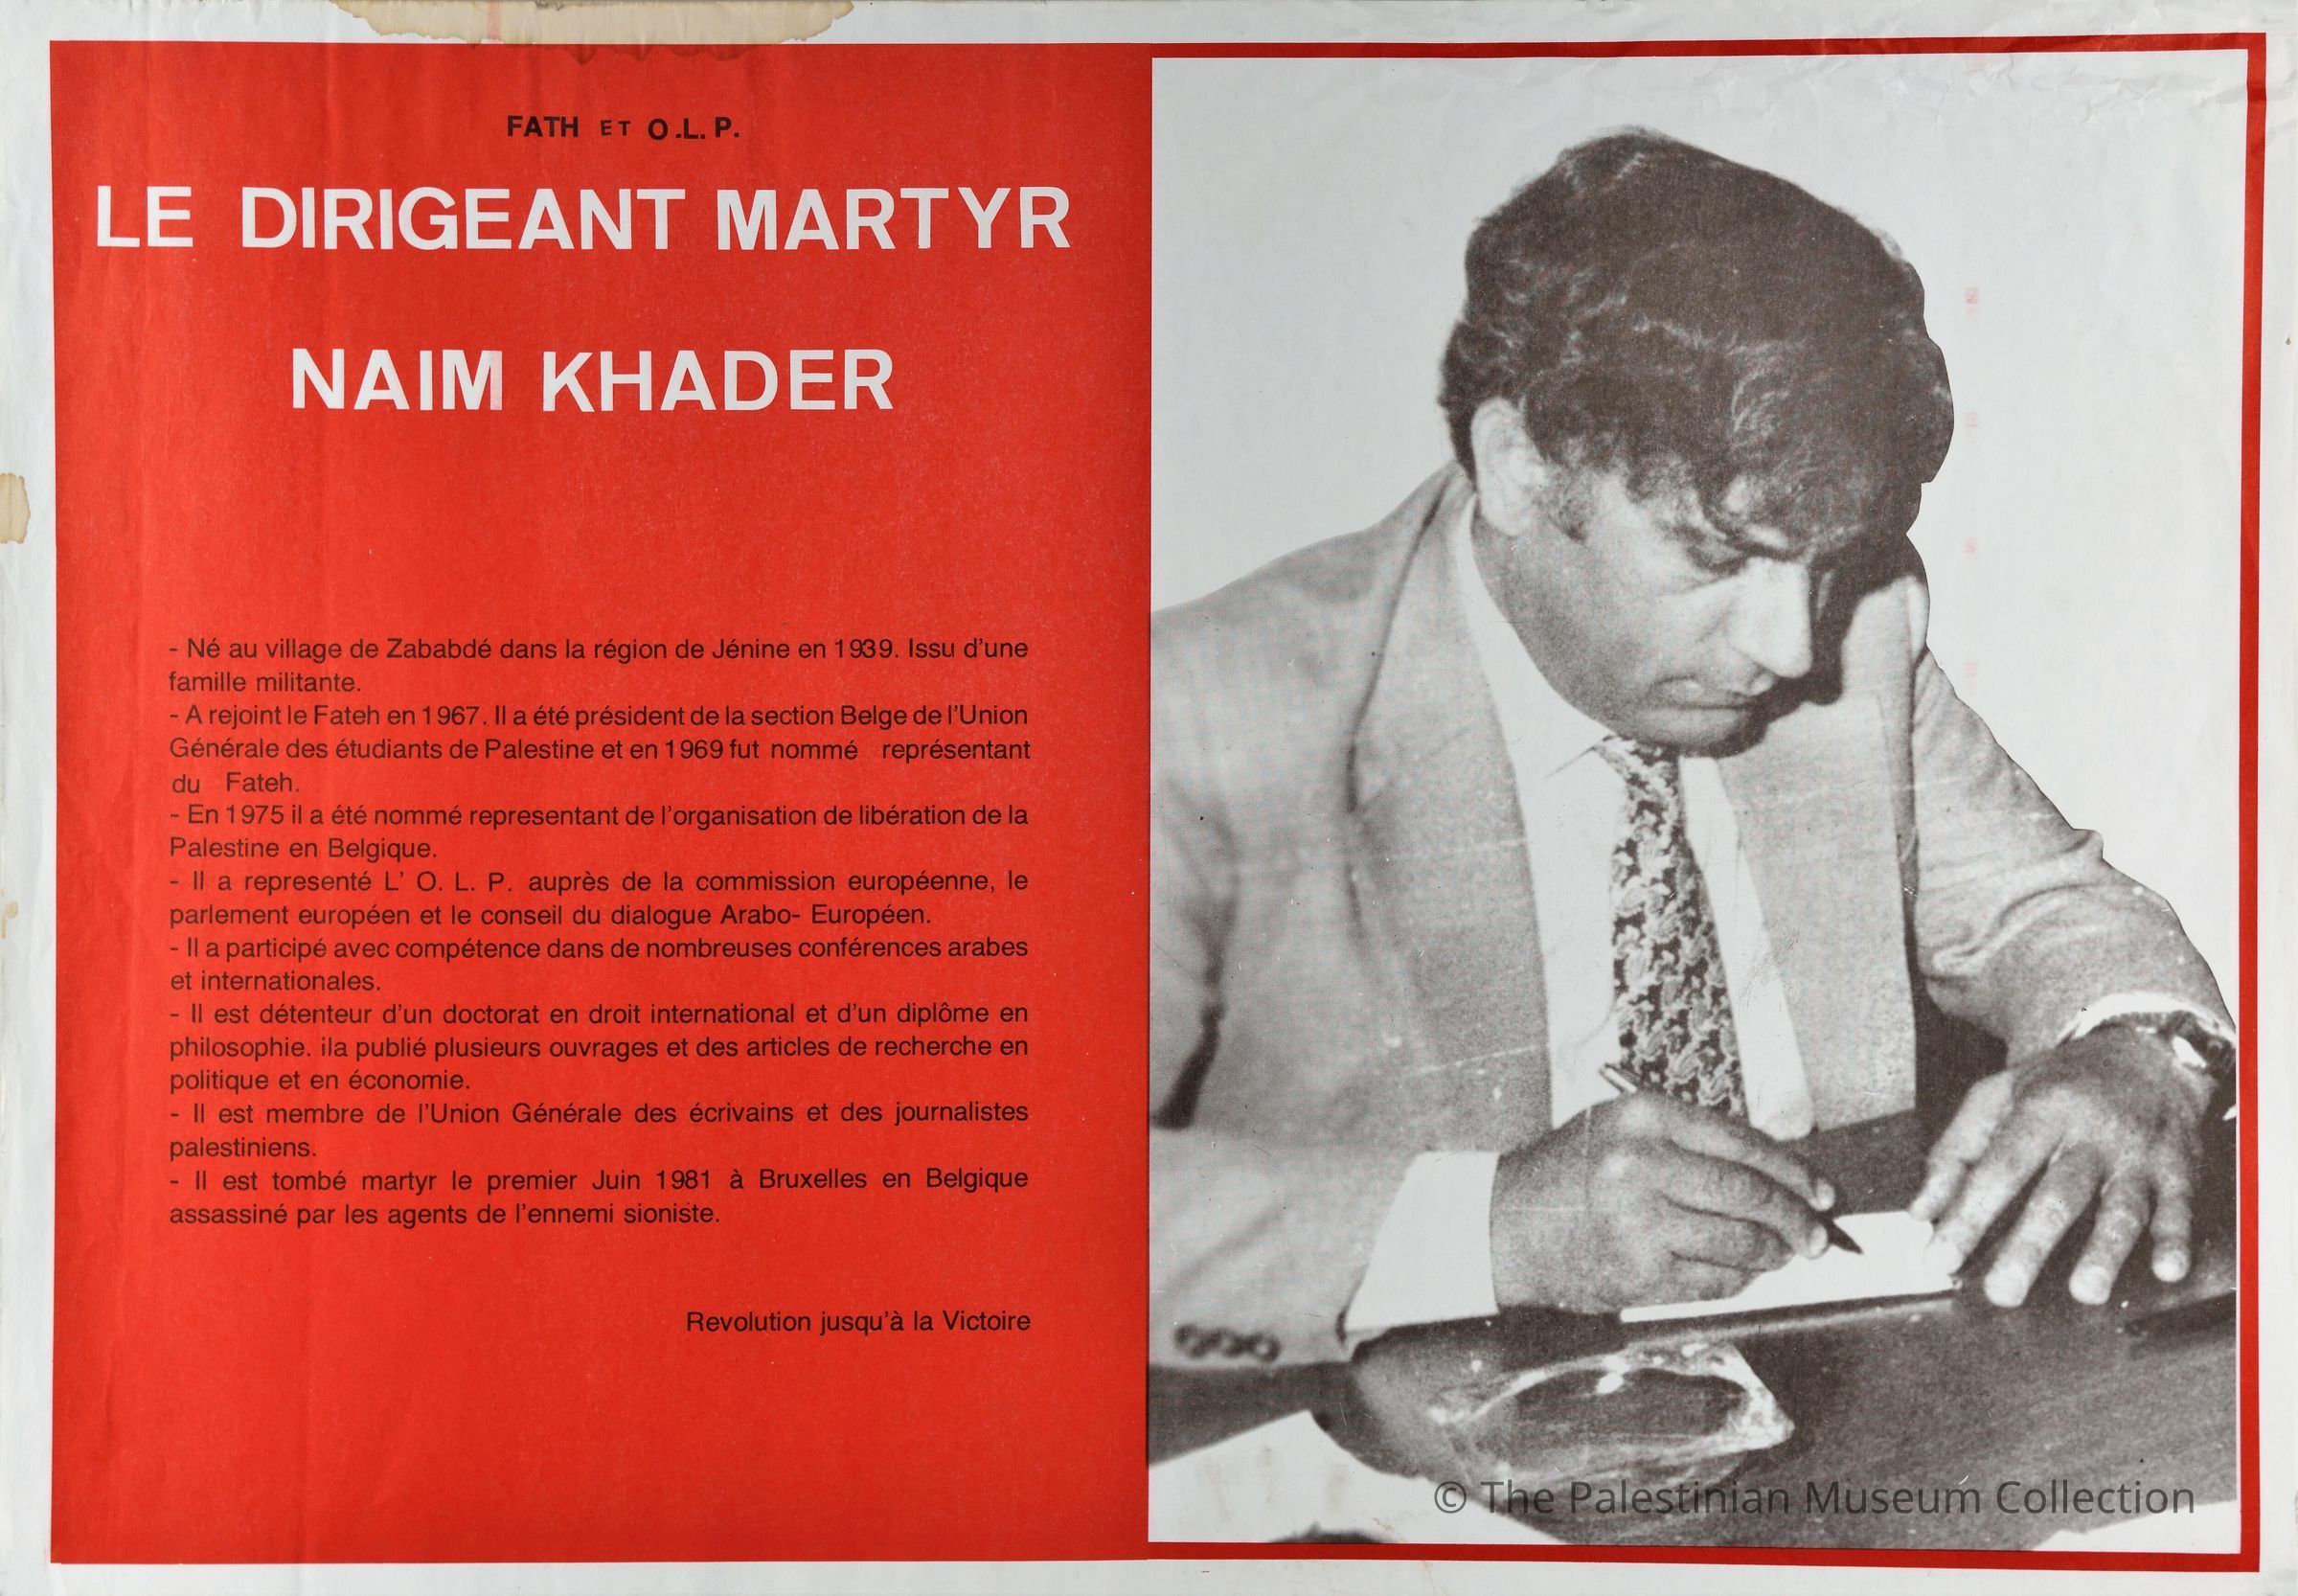 FATH ET O.L.P.
LE DIRIGEANT MARTYR
NAIM KHADER
- Né au village de Zababdé dans la région de Jénine en 1939. Issu d'une
famille militante.
- A rejoint le Fateh en 1967. Il a été président de la section Belge de l'Union
Générale des étudiants de Palestine et en 1969 fut nommé représentant
du Fateh.
- En 1975 il a été nommé representant de l'organisation de libération de la
Palestine en Belgique.
- Il a representé L' O. L. P. auprès de la commission européenne, le
parlement européen et le conseil du dialogue Arabo- Européen.
- Il a participé avec compétence dans de nombreuses conférences arabes
et internationales.
- Il est détenteur d'un doctorat en droit international et d'un diplôme en
philosophie. ila publié plusieurs ouvrages et des articles de recherche en
politique et en économie.
- Il est membre de l'Union Générale des écrivains et des journalistes
palestiniens.
- Il est tombé martyr le premier Juin 1981 à Bruxelles en Belgique
assassiné par les agents de l'ennemi sioniste.
Revolution jusqu'à la Victoire
© The Palestinian Museum Collection